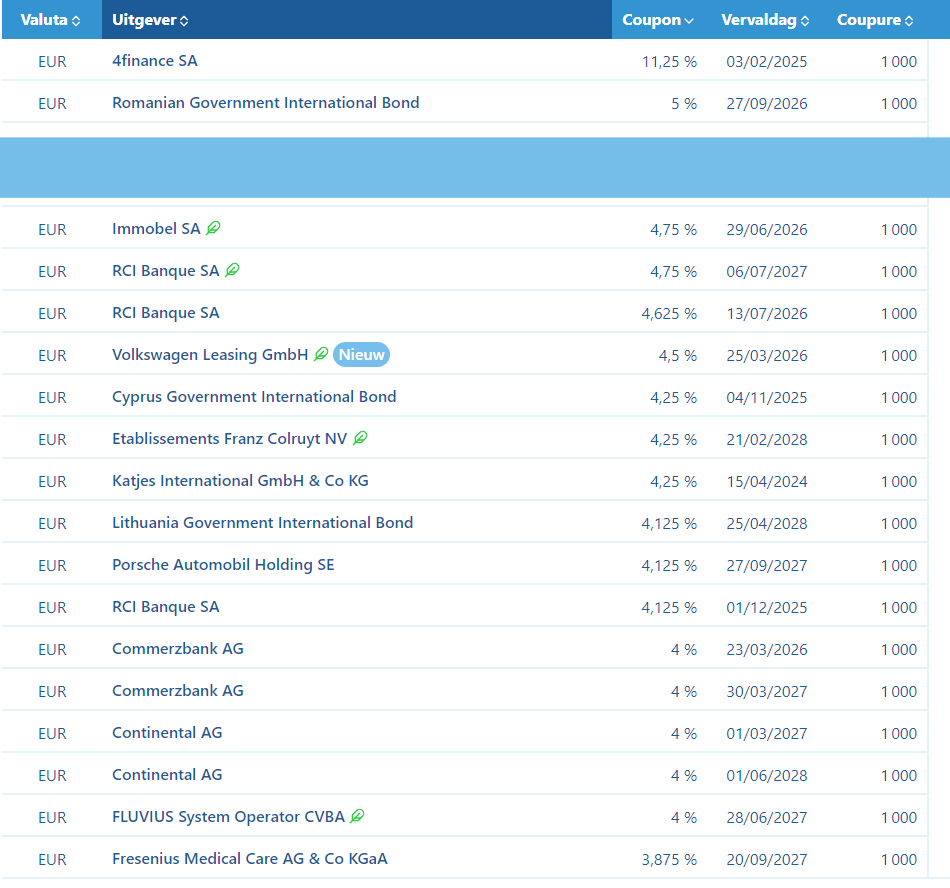 Valuta Uitgever Coupon Vervaldag Coupure
EUR 4finance SA 11,25 % 03/02/2025 1 000
EUR Romanian Government International Bond 5 % 27/09/2026 1 000
EUR Immobel SA 4,75 % 29/06/2026 1 000
EUR RCI Banque SA 4,75 % 06/07/2027 1 000
EUR RCI Banque SA 4,625 % 13/07/2026 1 000
EUR Volkswagen Leasing GmbH Nieuw 4,5 % 25/03/2026 1 000
EUR Cyprus Government International Bond 4,25 % 04/11/2025 1 000
EUR Etablissements Franz Colruyt NV 4,25 % 21/02/2028 1 000
EUR Katjes International GmbH & Co KG 4,25 % 15/04/2024 1 000
EUR Lithuania Government International Bond 4,125 % 25/04/2028 1 000
EUR Porsche Automobil Holding SE 4,125 % 27/09/2027 1 000
EUR RCI Banque SA 4,125 % 01/12/2025 1 000
EUR Commerzbank AG 4 % 23/03/2026 1 000
EUR Commerzbank AG 4 % 30/03/2027 1 000
EUR Continental AG 4 % 01/03/2027 1 000
EUR Continental AG 4 % 01/06/2028 1 000
EUR FLUVIUS System Operator CVBA 4 % 28/06/2027 1 000
EUR Fresenius Medical Care AG & Co KGaA 3,875 % 20/09/2027 1 000